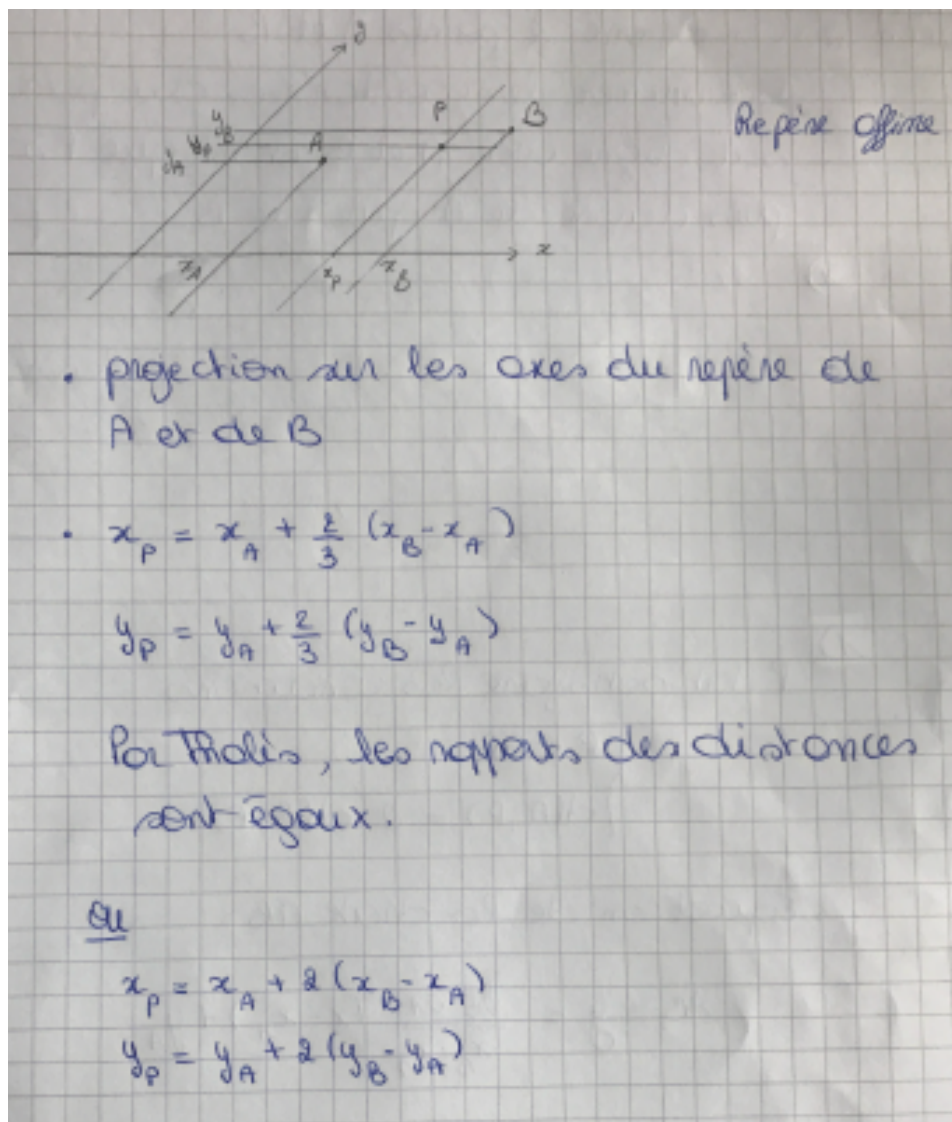 y
y_B
P
B
Repère affine
y_P
A
y_A
x_A
x_P
x_B
x
• projection sur les axes du repère de
A et de B
• x_P = x_A + 2/3 (x_B - x_A)
y_P = y_A + 2/3 (y_B - y_A)
Par Thalès, les rapports des distances
sont égaux.
ou
x_P = x_A + 2 (x_B - x_A)
y_P = y_A + 2 (y_B - y_A)